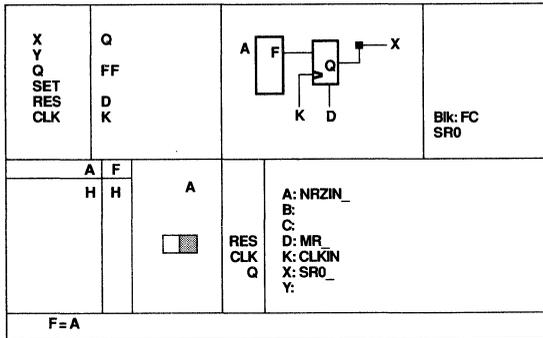 X Q
Y
Q FF
SET
RES D
CLK K
A F Q X
K D
Blk: FC
SR0
A F
H H
A
RES
CLK
Q
A: NRZIN_
B:
C:
D: MR_
K: CLKIN
X: SR0_
Y:
F=A